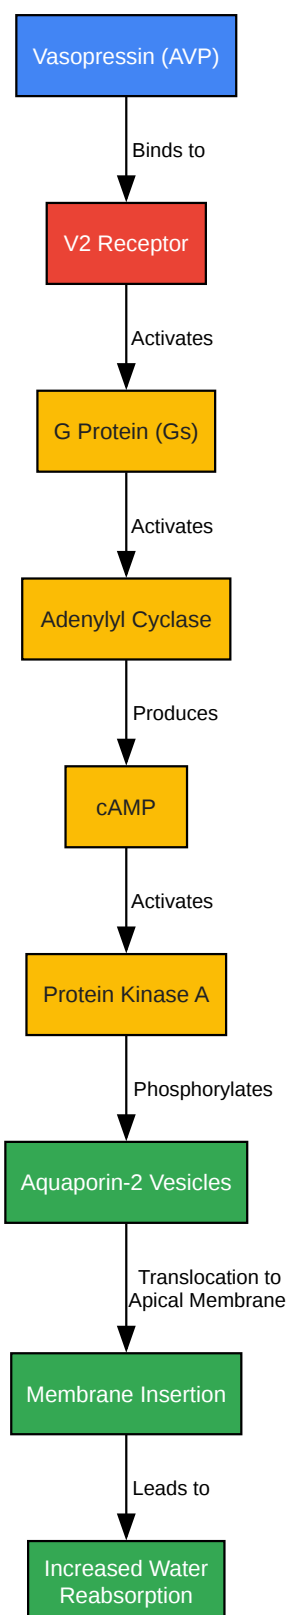 Vasopressin (AVP)
Binds to
V2 Receptor
Activates
G Protein (Gs)
Activates
Adenylyl Cyclase
Produces
cAMP
Activates
Protein Kinase A
Phosphorylates
Aquaporin-2 Vesicles
Translocation to
Apical Membrane
Membrane Insertion
Leads to
Increased Water
Reabsorption